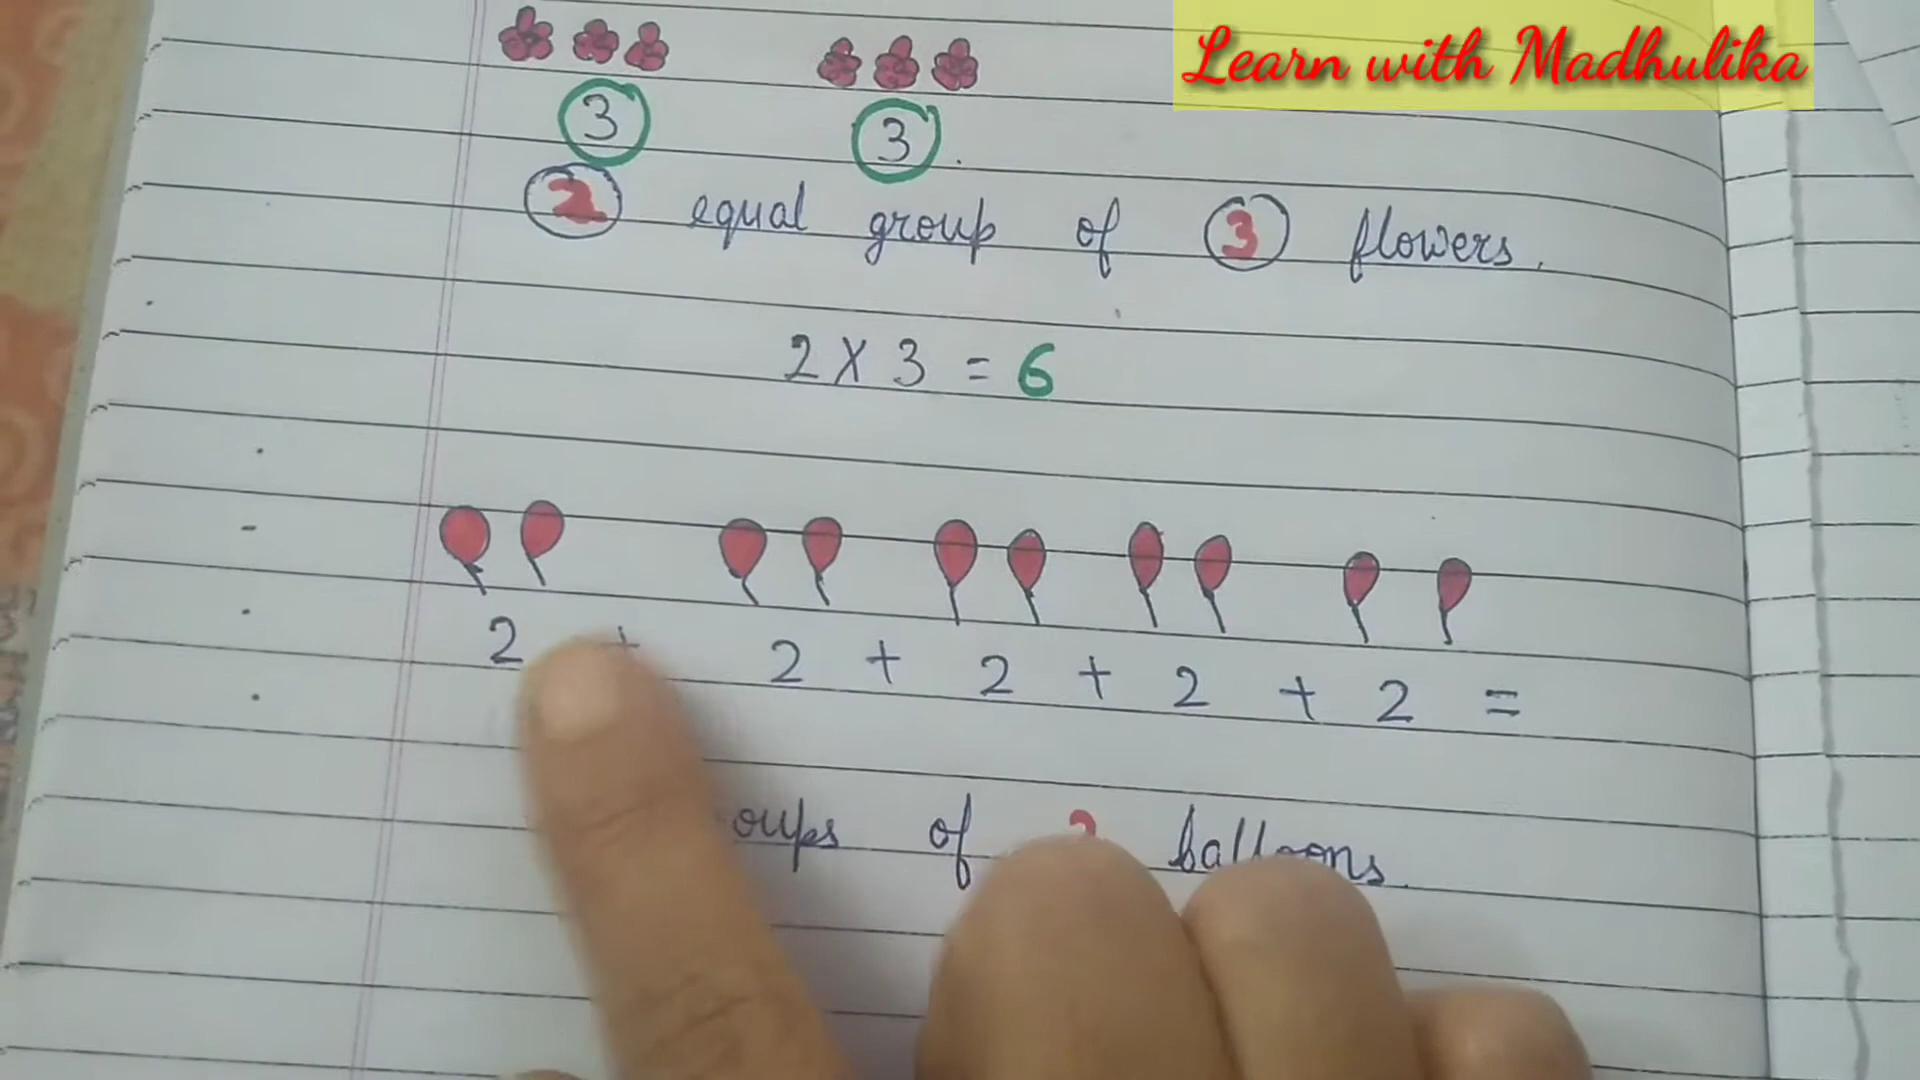 Learn with Madhulika
3 3
2 equal group of 3 flowers.
2 X 3 = 6
2 + 2 + 2 + 2 + 2 =
of balloons.